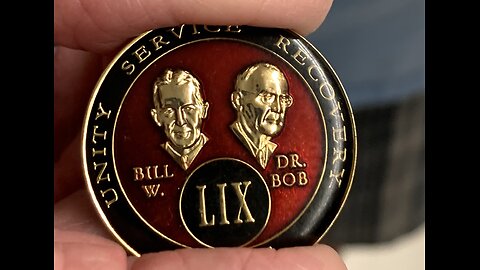 UNITY SERVICE RECOVERY
BILL
W.
DR.
BOB
LIX